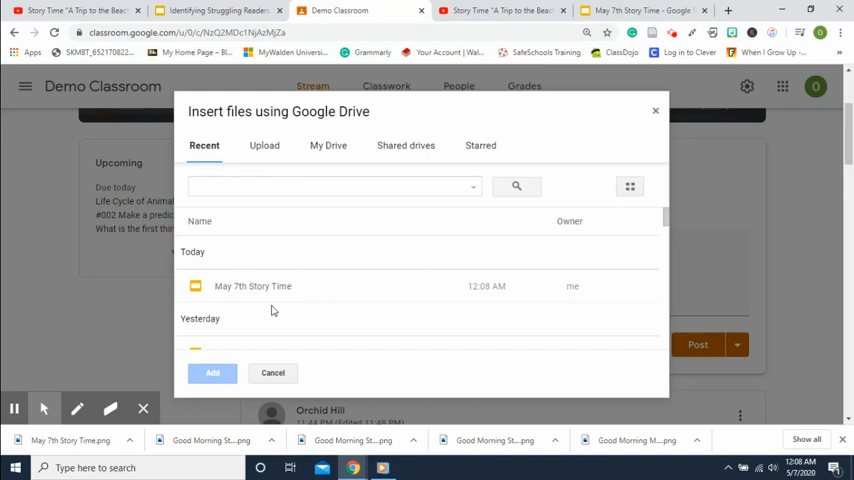 Story Time "A Trip to the Beach
Identifying Struggling Readers
Demo Classroom
Story Time "A Trip to the Beac
May 7th Story Time - Google S
classroom.google.com/u/0/c/NzQ2MDc1NjAzMjZa
Apps
SKMBT_652170822...
My Home Page – Bl...
MyWalden Universi...
Grammarly
Your Account | Wal...
SafeSchools Training
ClassDojo
Log in to Clever
When I Grow up -...
Demo Classroom
Stream
Classwork
People
Grades
O
Insert files using Google Drive
Recent
Upload
My Drive
Shared drives
Starred
Name
Owner
Today
May 7th Story Time
12:08 AM
me
Yesterday
Add
Cancel
Upcoming
Due today
Life Cycle of Animal
#002 Make a predic
What is the first thin
Post
Orchid Hill
11:44 PM (Edited 11:48 PM)
May 7th Story Time.png
Good Morning St....png
Good Morning St....png
Good Morning St....png
Good Morning M....png
Show all
Type here to search
12:08 AM
5/7/2020